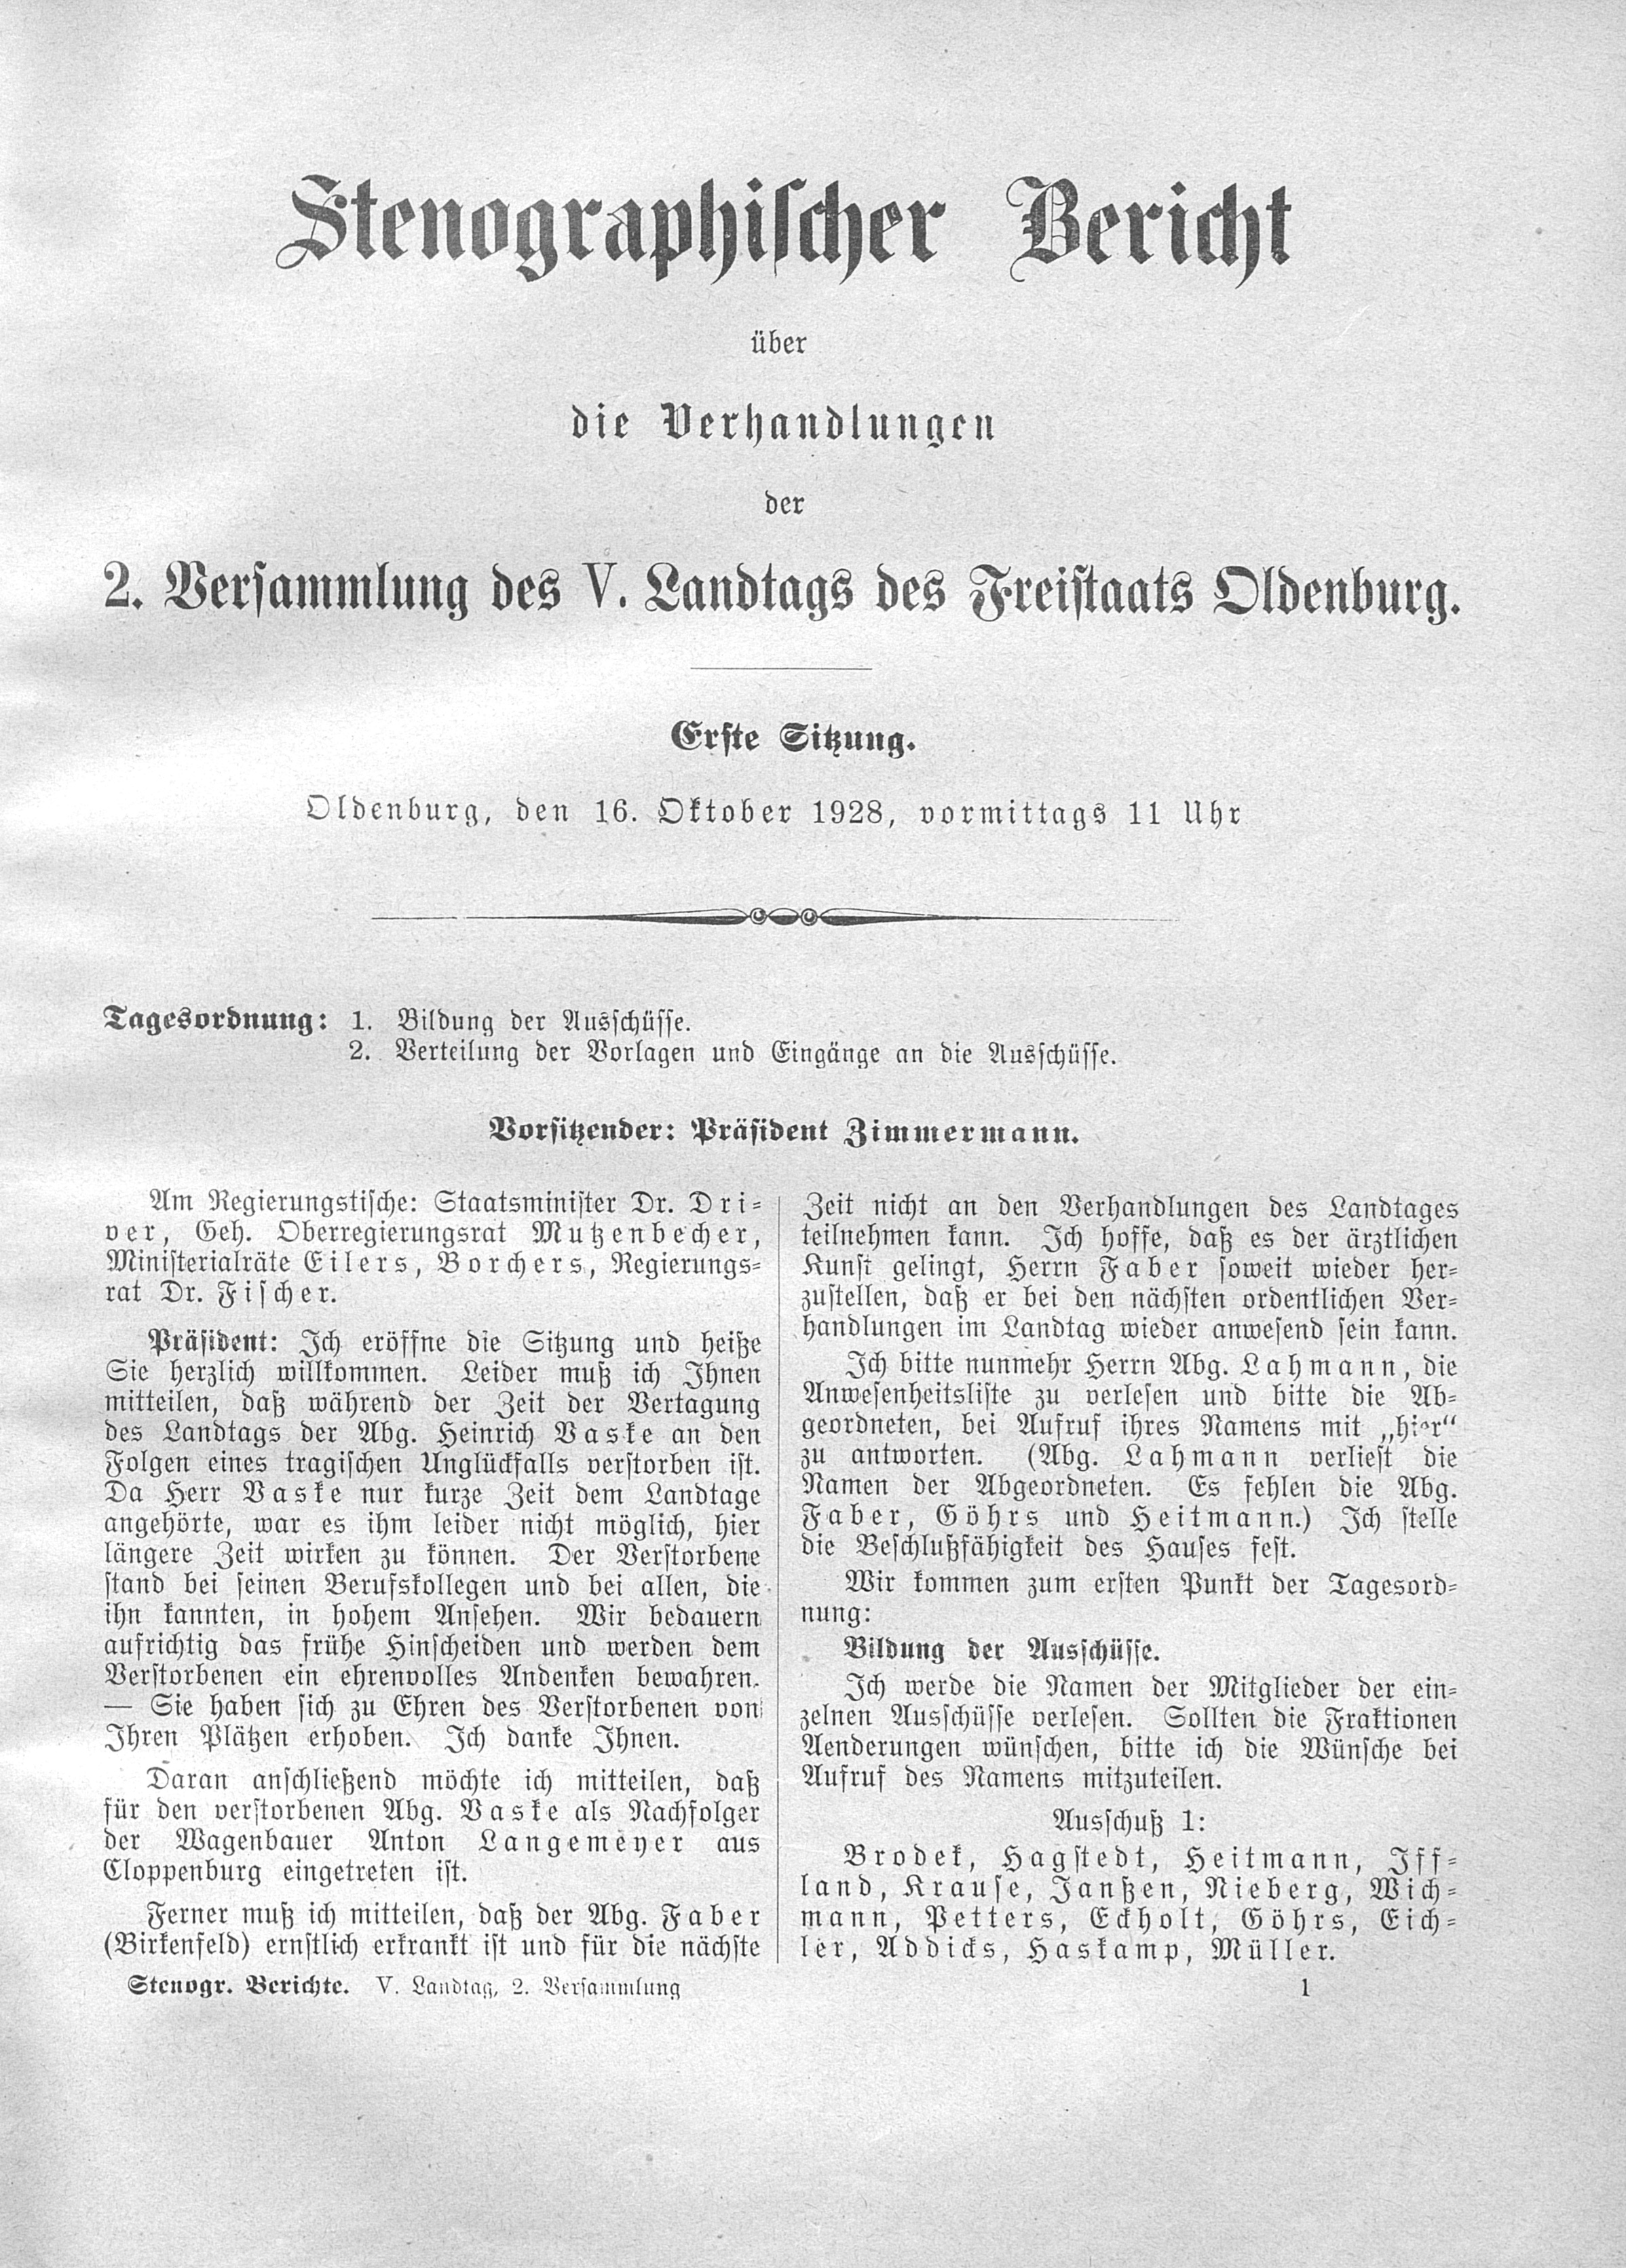 Stenographischer Bericht
über
die Verhandlungen
der
2. Versammlung des V. Landtags des Freistaats Oldenburg.
Erste Sitzung.
Oldenburg, den 16. Oktober 1928, vormittags 11 Uhr
Tagesordnung: 1. Bildung der Ausschüsse.
2. Verteilung der Vorlagen und Eingänge an die Ausschüsse.
Vorsitzender: Präsident Zimmermann.
Am Regierungstische: Staatsminister Dr. Dri-
ver, Geh. Oberregierungsrat Mutzenbecher,
Ministerialräte Eilers, Borchers, Regierungs-
rat Dr. Fischer.
Präsident: Ich eröffne die Sitzung und heiße
Sie herzlich willkommen. Leider muß ich Ihnen
mitteilen, daß während der Zeit der Vertagung
des Landtags der Abg. Heinrich Vaske an den
Folgen eines tragischen Unglückfalls verstorben ist.
Da Herr Vaske nur kurze Zeit dem Landtage
angehörte, war es ihm leider nicht möglich, hier
längere Zeit wirken zu können. Der Verstorbene
stand bei seinen Berufskollegen und bei allen, die
ihn kannten, in hohem Ansehen. Wir bedauern
aufrichtig das frühe Hinscheiden und werden dem
Verstorbenen ein ehrenvolles Andenken bewahren.
— Sie haben sich zu Ehren des Verstorbenen von
Ihren Plätzen erhoben. Ich danke Ihnen.
Daran anschließend möchte ich mitteilen, daß
für den verstorbenen Abg. Vaske als Nachfolger
der Wagenbauer Anton Langemeyer aus
Cloppenburg eingetreten ist.
Ferner muß ich mitteilen, daß der Abg. Faber
(Birkenfeld) ernstlich erkrankt ist und für die nächste
Zeit nicht an den Verhandlungen des Landtages
teilnehmen kann. Ich hoffe, daß es der ärztlichen
Kunst gelingt, Herrn Faber soweit wieder her-
zustellen, daß er bei den nächsten ordentlichen Ver-
handlungen im Landtag wieder anwesend sein kann.
Ich bitte nunmehr Herrn Abg. Lahmann, die
Anwesenheitsliste zu verlesen und bitte die Ab-
geordneten, bei Aufruf ihres Namens mit „hier“
zu antworten. (Abg. Lahmann verliest die
Namen der Abgeordneten. Es fehlen die Abg.
Faber, Göhrs und Heitmann.) Ich stelle
die Beschlußfähigkeit des Hauses fest.
Wir kommen zum ersten Punkt der Tagesord-
nung:
Bildung der Ausschüsse.
Ich werde die Namen der Mitglieder der ein-
zelnen Ausschüsse verlesen. Sollten die Fraktionen
Aenderungen wünschen, bitte ich die Wünsche bei
Aufruf des Namens mitzuteilen.
Ausschuß 1:
Brodek, Hagstedt, Heitmann, Iff-
land, Krause, Janßen, Nieberg, Wich-
mann, Petters, Eckholt, Göhrs, Eich-
ler, Addicks, Haskamp, Müller.
Stenogr. Berichte. V. Landtag, 2. Versammlung
1